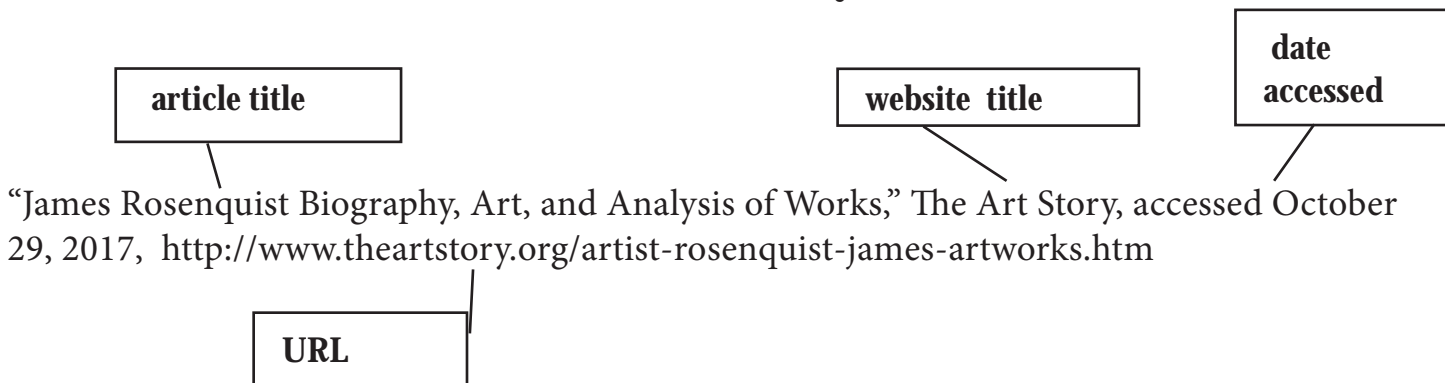 date
accessed
article title
website title
“James Rosenquist Biography, Art, and Analysis of Works,” The Art Story, accessed October
29, 2017, http://www.theartstory.org/artist-rosenquist-james-artworks.htm
URL